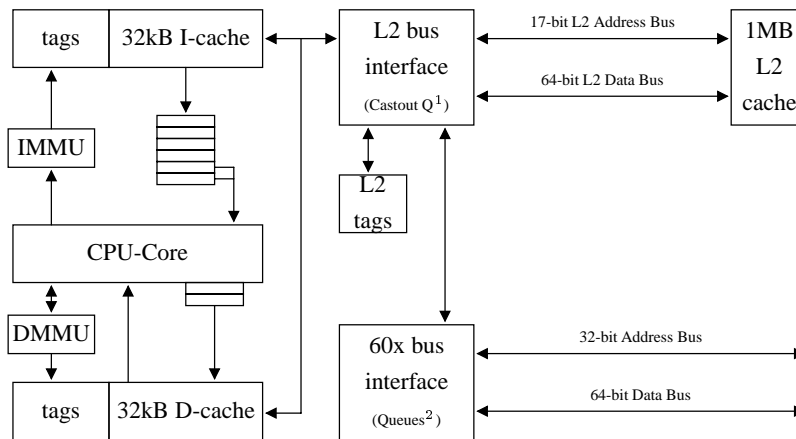 tags
32kB I-cache
L2 bus
interface
(Castout Q¹)
17-bit L2 Address Bus
64-bit L2 Data Bus
1MB
L2
cache
IMMU
L2
tags
CPU-Core
DMMU
tags
32kB D-cache
60x bus
interface
(Queues²)
32-bit Address Bus
64-bit Data Bus